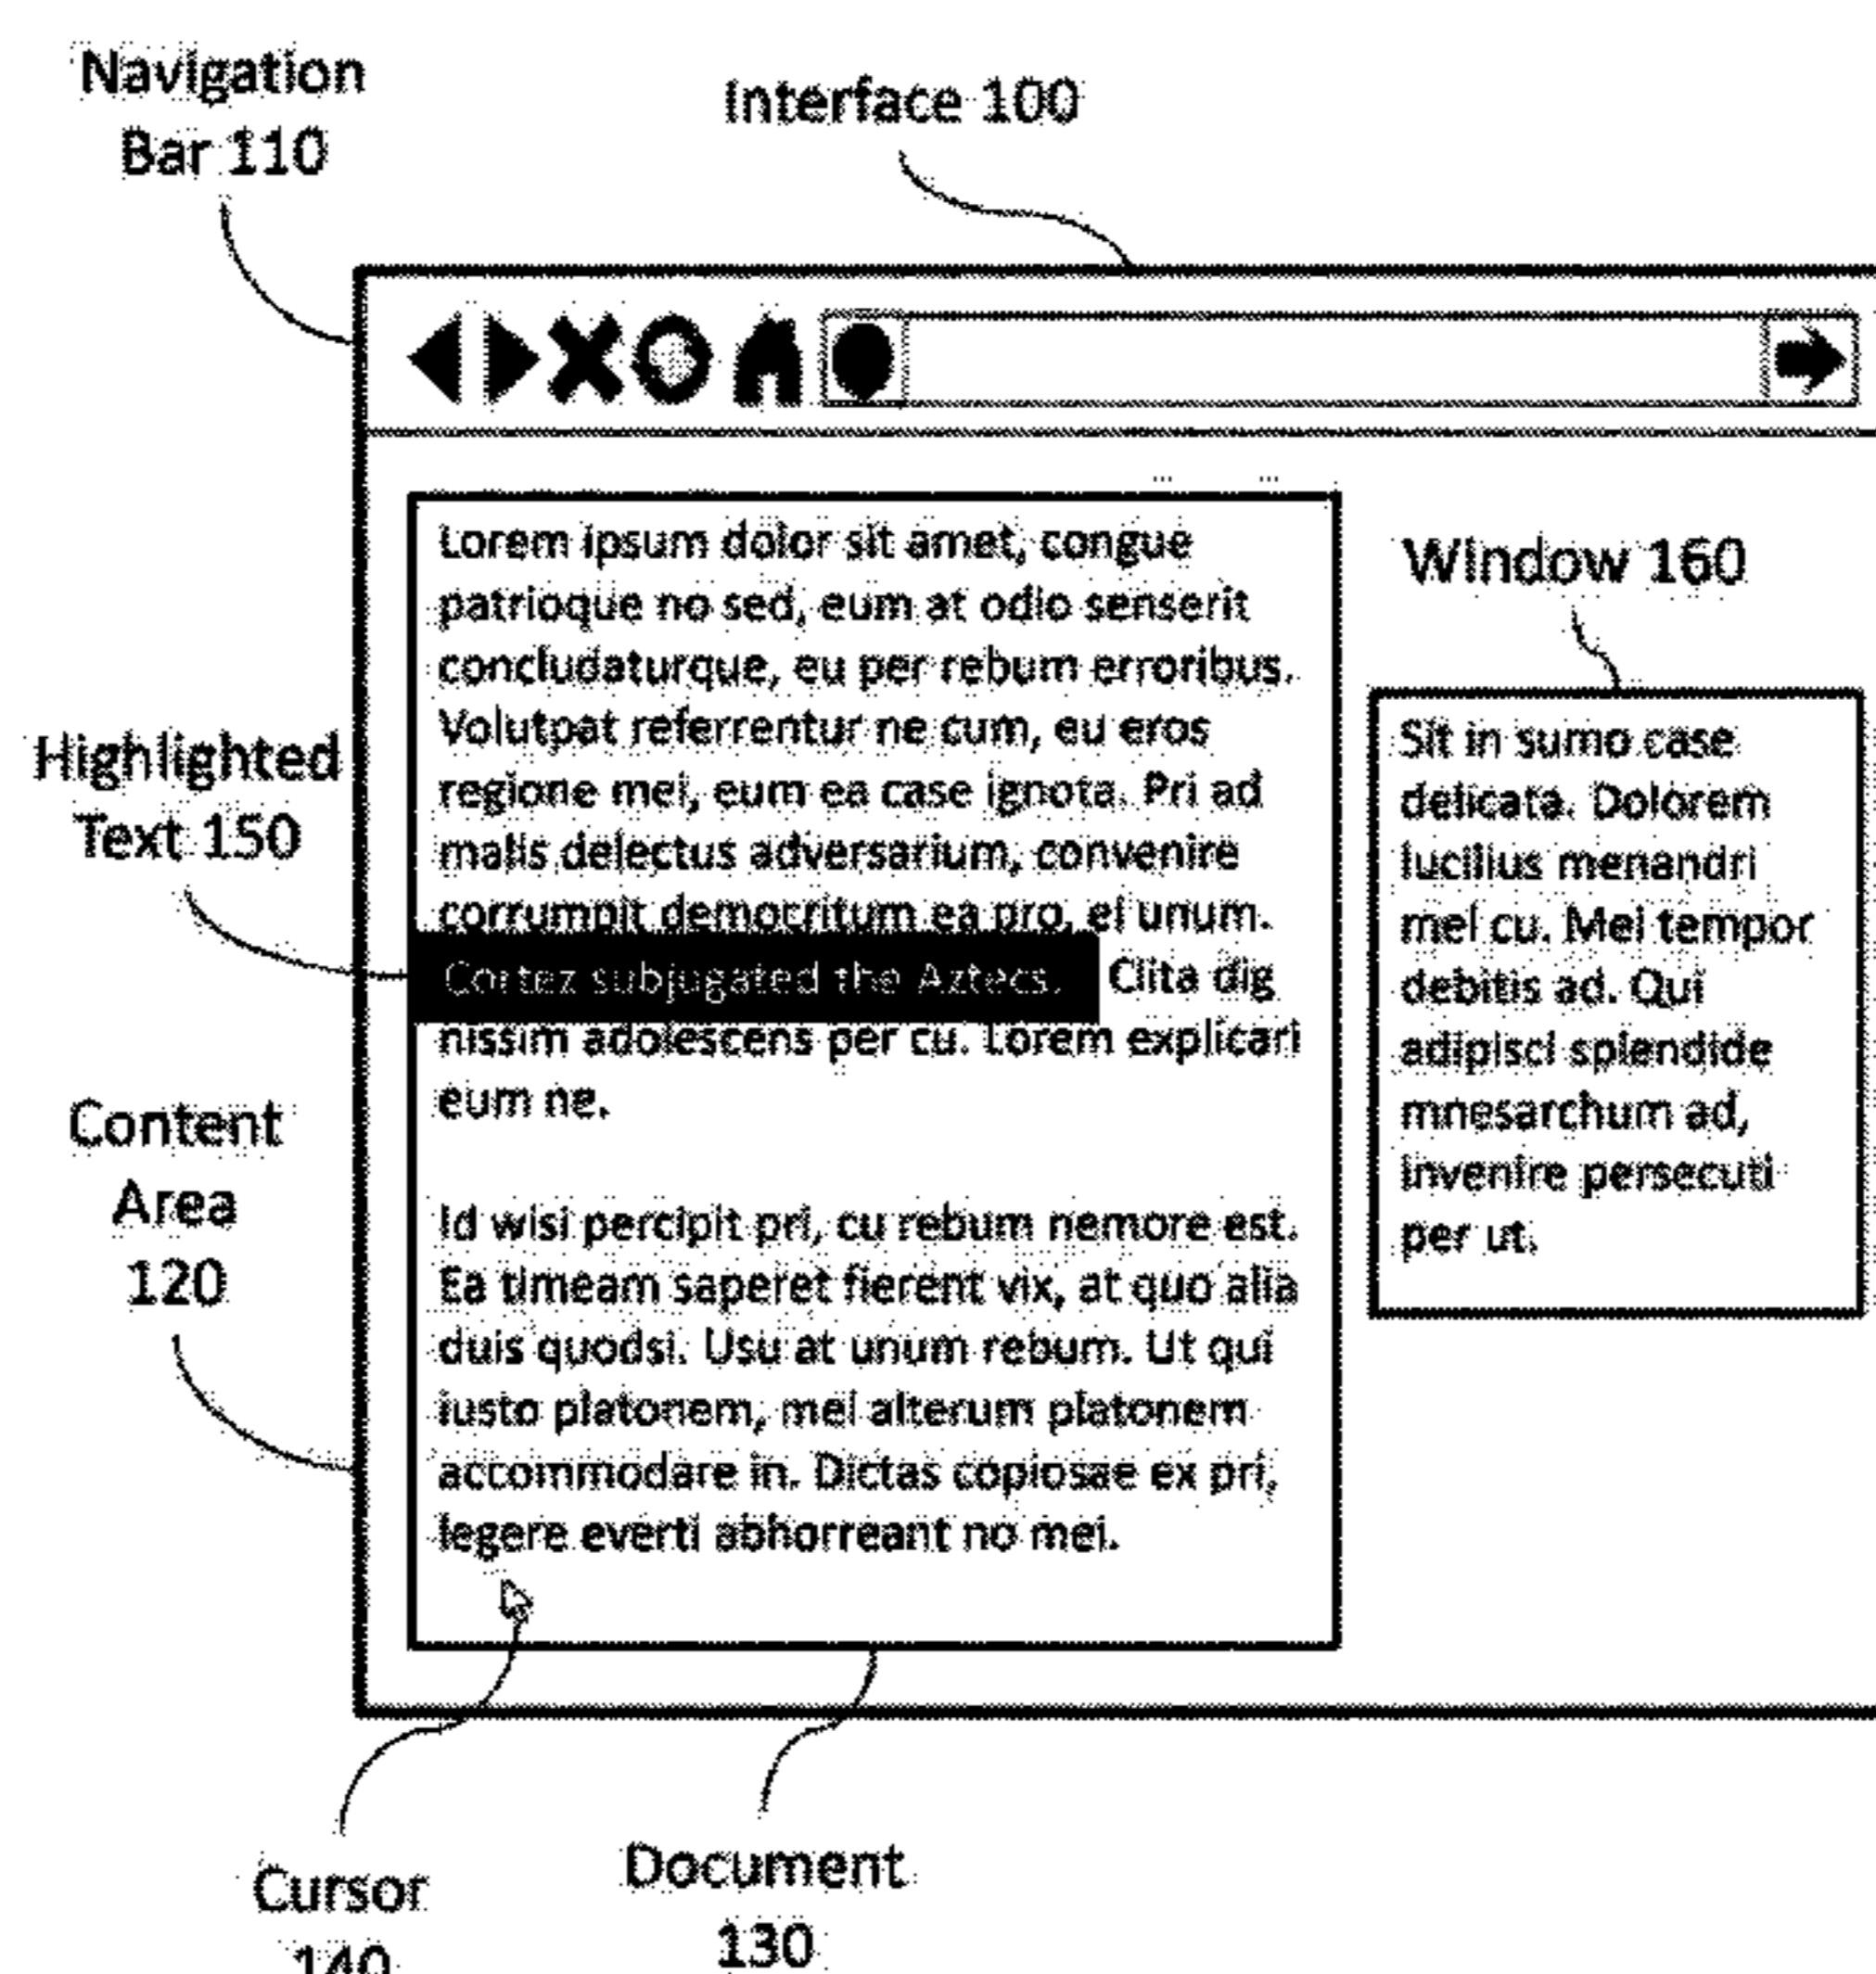 Navigation
Bar 110
Interface 100
Lorem ipsum dolor sit amet, congue
patrioque no sed, eum at odio senserit
concludaturque, eu per rebum erroribus.
Volutpat referrentur ne cum, eu eros
regione mei, eum ea case ignota. Pri ad
malis delectus adversarium, convenire
corrumpit democritum ea pro, ei unum.
Cortez subjugated the Aztecs. Clita dig
nissim adolescens per cu. Lorem explicari
eum ne.
Id wisi percipit pri, cu rebum nemore est.
Ea timeam saperet fierent vix, at quo alia
duis quodsi. Usu at unum rebum. Ut qui
iusto platonem, mei alterum platonem
accommodare in. Dictas copiosae ex pri,
legere everti abhorreant no mei.
Window 160
Sit in sumo case
delicata. Dolorem
lucilius menandri
mel cu. Mei tempor
debitis ad. Qui
adipisci splendide
mnesarchum ad,
invenire persecuti
per ut.
Highlighted
Text 150
Content
Area
120
Cursor
140
Document
130